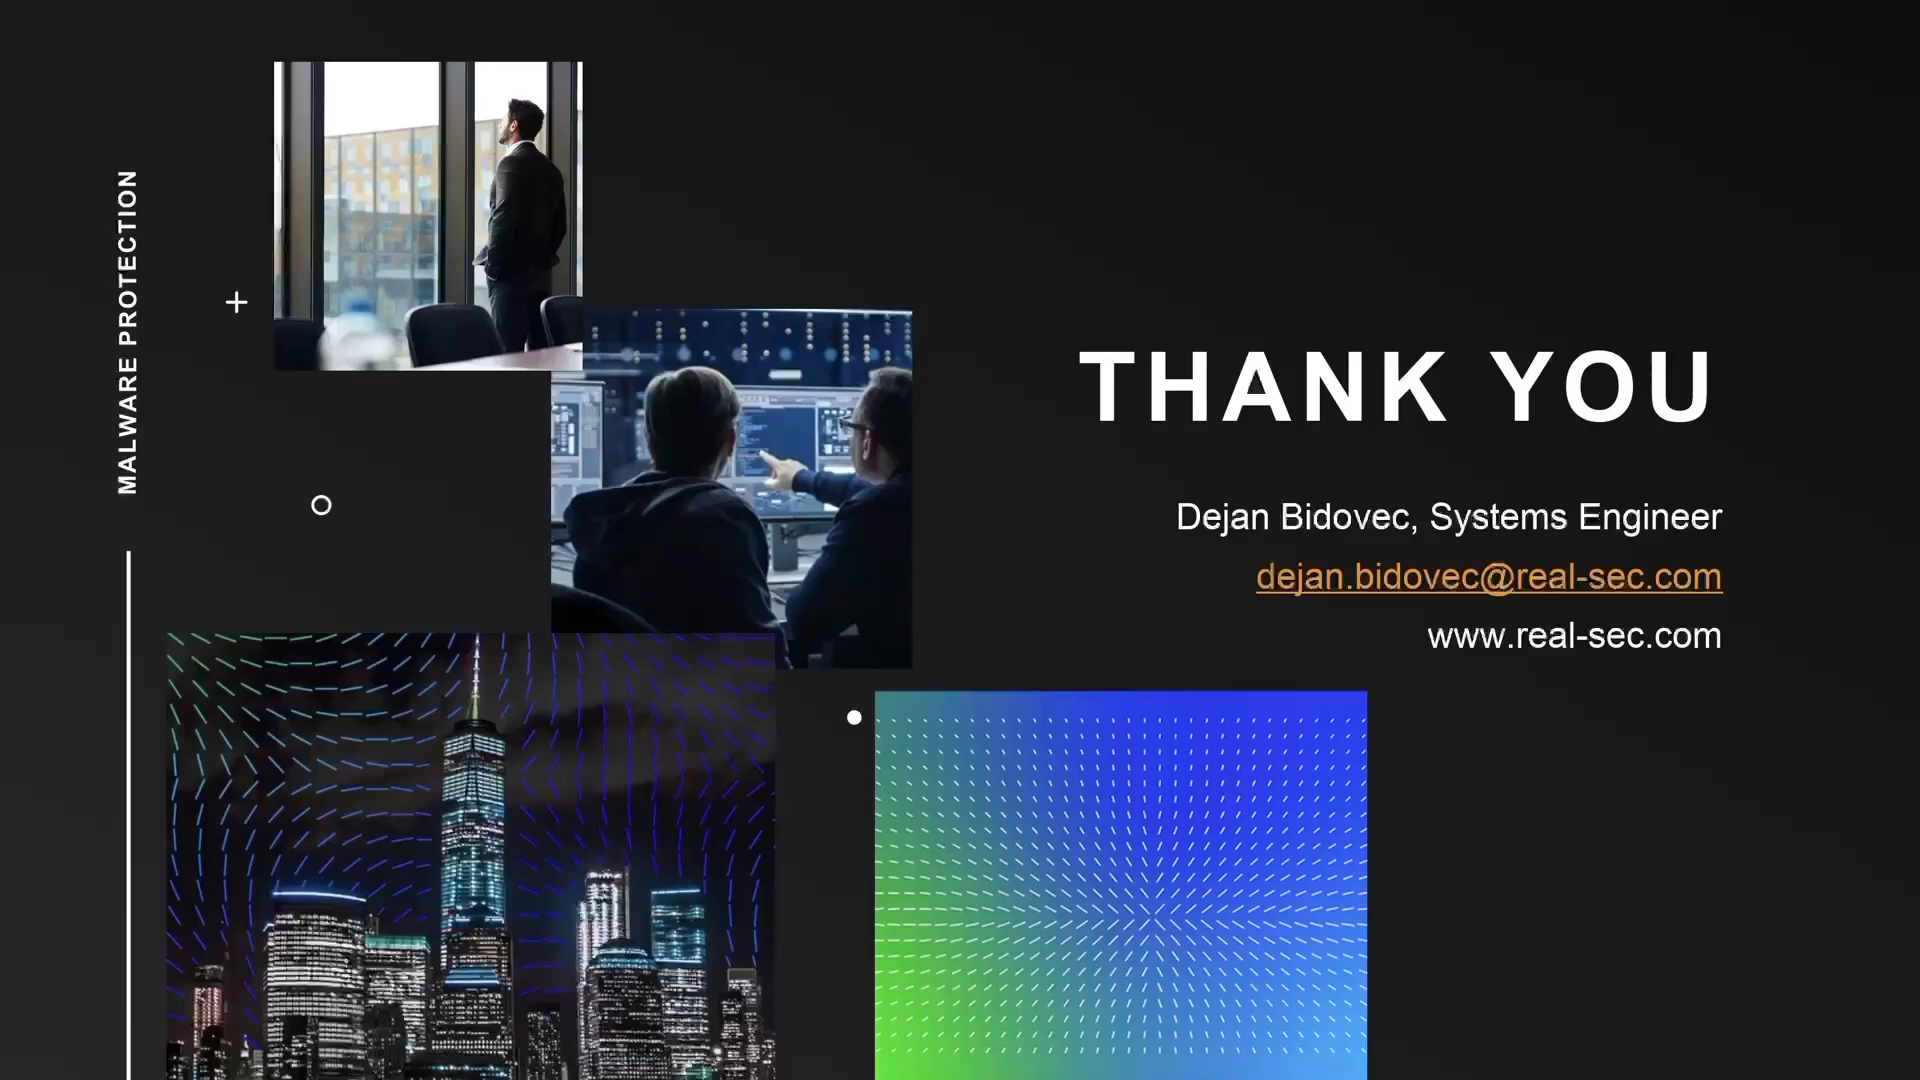 MALWARE PROTECTION
THANK YOU
Dejan Bidovec, Systems Engineer
dejan.bidovec@real-sec.com
www.real-sec.com